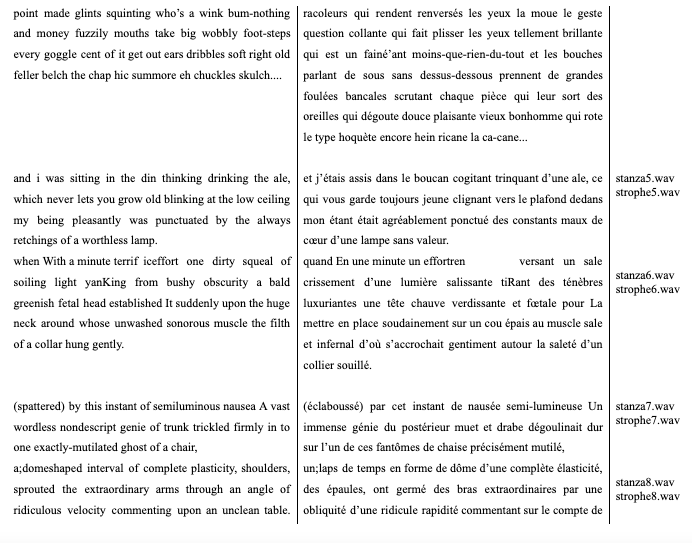 point made glints squinting who's a wink bum-nothing
and money fuzzily mouths take big wobbly foot-steps
every goggle cent of it get out ears dribbles soft right old
feller belch the chap hic summore eh chuckles skulch....
racoleurs qui rendent renversés les yeux la moue le geste
question collante qui fait plisser les yeux tellement brillante
qui est un fainé'ant moins-que-rien-du-tout et les bouches
parlant de sous sans dessus-dessous prennent de grandes
foulées bancales scrutant chaque pièce qui leur sort des
oreilles qui dégoute douce plaisante vieux bonhomme qui rote
le type hoquète encore hein ricane la ca-cane...
and i was sitting in the din thinking drinking the ale,
which never lets you grow old blinking at the low ceiling
my being pleasantly was punctuated by the always
retchings of a worthless lamp.
et j'étais assis dans le boucan cogitant trinquant d'une ale, ce
qui vous garde toujours jeune clignant vers le plafond dedans
mon étant était agréablement ponctué des constants maux de
cœur d'une lampe sans valeur.
stanza5.wav
strophe5.wav
when With a minute terrif iceffort one dirty squeal of
soiling light yanKing from bushy obscurity a bald
greenish fetal head established It suddenly upon the huge
neck around whose unwashed sonorous muscle the filth
of a collar hung gently.
quand En une minute un effortren versant un sale
crissement d'une lumière salissante tiRant des ténèbres
luxuriantes une tête chauve verdissante et fœtale pour La
mettre en place soudainement sur un cou épais au muscle sale
et infernal d'où s'accrochait gentiment autour la saleté d'un
collier souillé.
stanza6.wav
strophe6.wav
(spattered) by this instant of semiluminous nausea A vast
wordless nondescript genie of trunk trickled firmly in to
one exactly-mutilated ghost of a chair,
(éclaboussé) par cet instant de nausée semi-lumineuse Un
immense génie du postérieur muet et drabe dégoulinait dur
sur l'un de ces fantômes de chaise précisément mutilé,
stanza7.wav
strophe7.wav
a;domeshaped interval of complete plasticity, shoulders,
sprouted the extraordinary arms through an angle of
ridiculous velocity commenting upon an unclean table.
un;laps de temps en forme de dôme d'une complète élasticité,
des épaules, ont germé des bras extraordinaires par une
obliquité d'une ridicule rapidité commentant sur le compte de
stanza8.wav
strophe8.wav